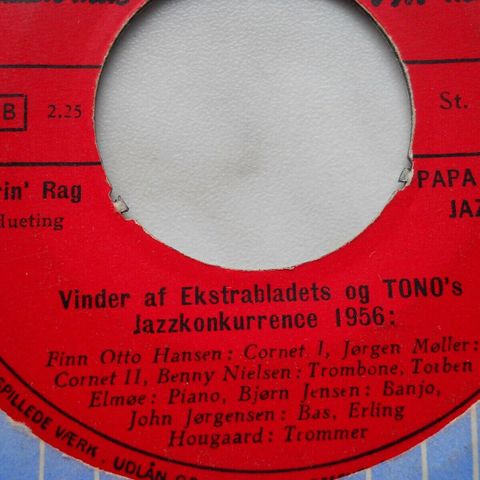 B 2.25 St.
rin' Rag PAPA
Hueting JAZ
Vinder af Ekstrabladets og TONO's
Jazzkonkurrence 1956:
Finn Otto Hansen: Cornet I, Jørgen Møller:
Cornet II, Benny Nielsen: Trombone, Torben
Elmøe: Piano, Bjørn Jensen: Banjo,
John Jørgensen: Bas, Erling
Hougaard: Trommer
SPILLEDE VÆRK. UDLÅN